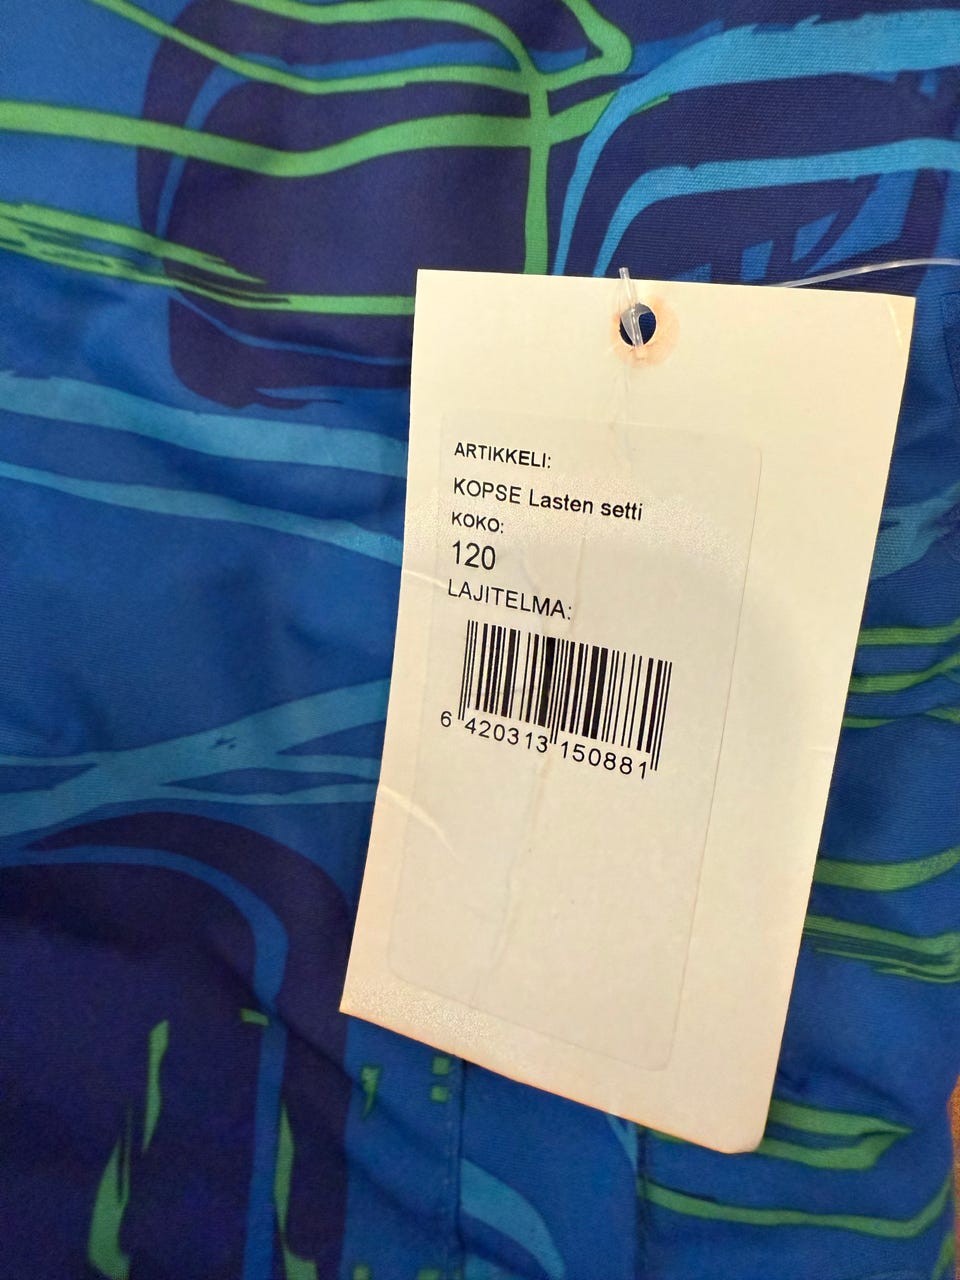 ARTIKKELI:
KOPSE Lasten setti
KOKO:
120
LAJITELMA:
6 420313 150881